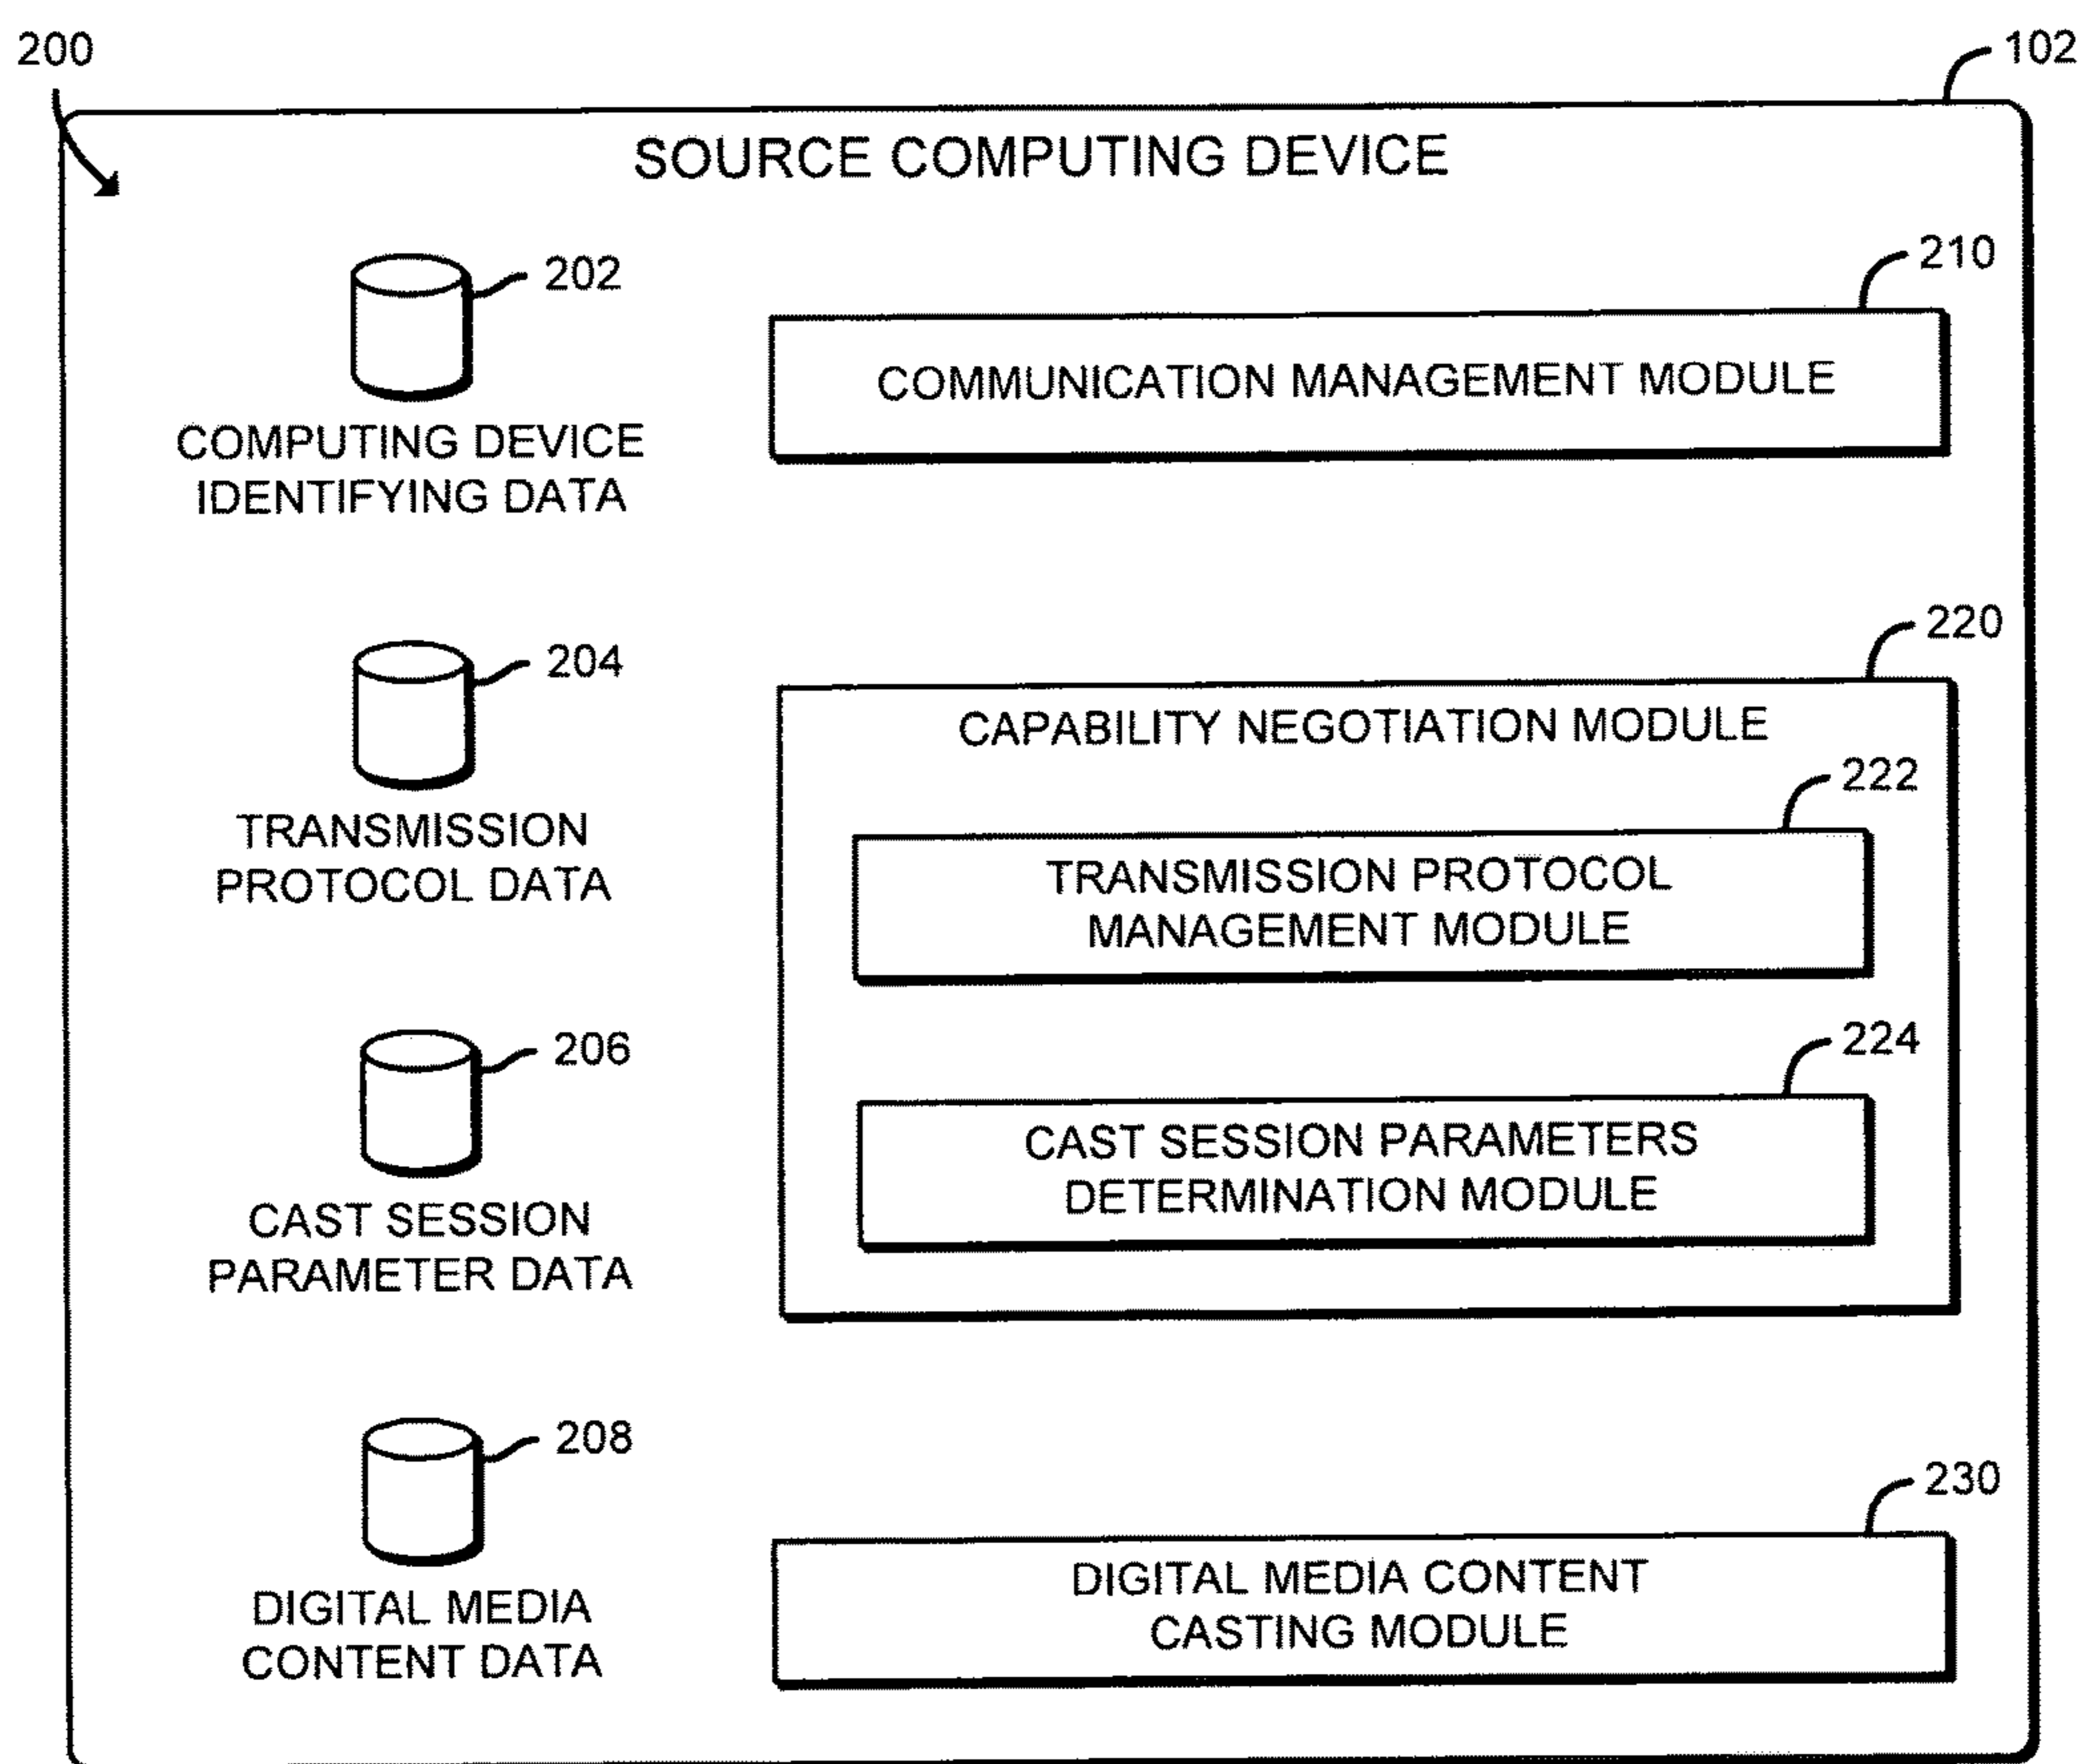 200
102
SOURCE COMPUTING DEVICE
202
COMPUTING DEVICE
IDENTIFYING DATA
210
COMMUNICATION MANAGEMENT MODULE
204
TRANSMISSION
PROTOCOL DATA
220
CAPABILITY NEGOTIATION MODULE
222
TRANSMISSION PROTOCOL
MANAGEMENT MODULE
206
CAST SESSION
PARAMETER DATA
224
CAST SESSION PARAMETERS
DETERMINATION MODULE
208
DIGITAL MEDIA
CONTENT DATA
230
DIGITAL MEDIA CONTENT
CASTING MODULE